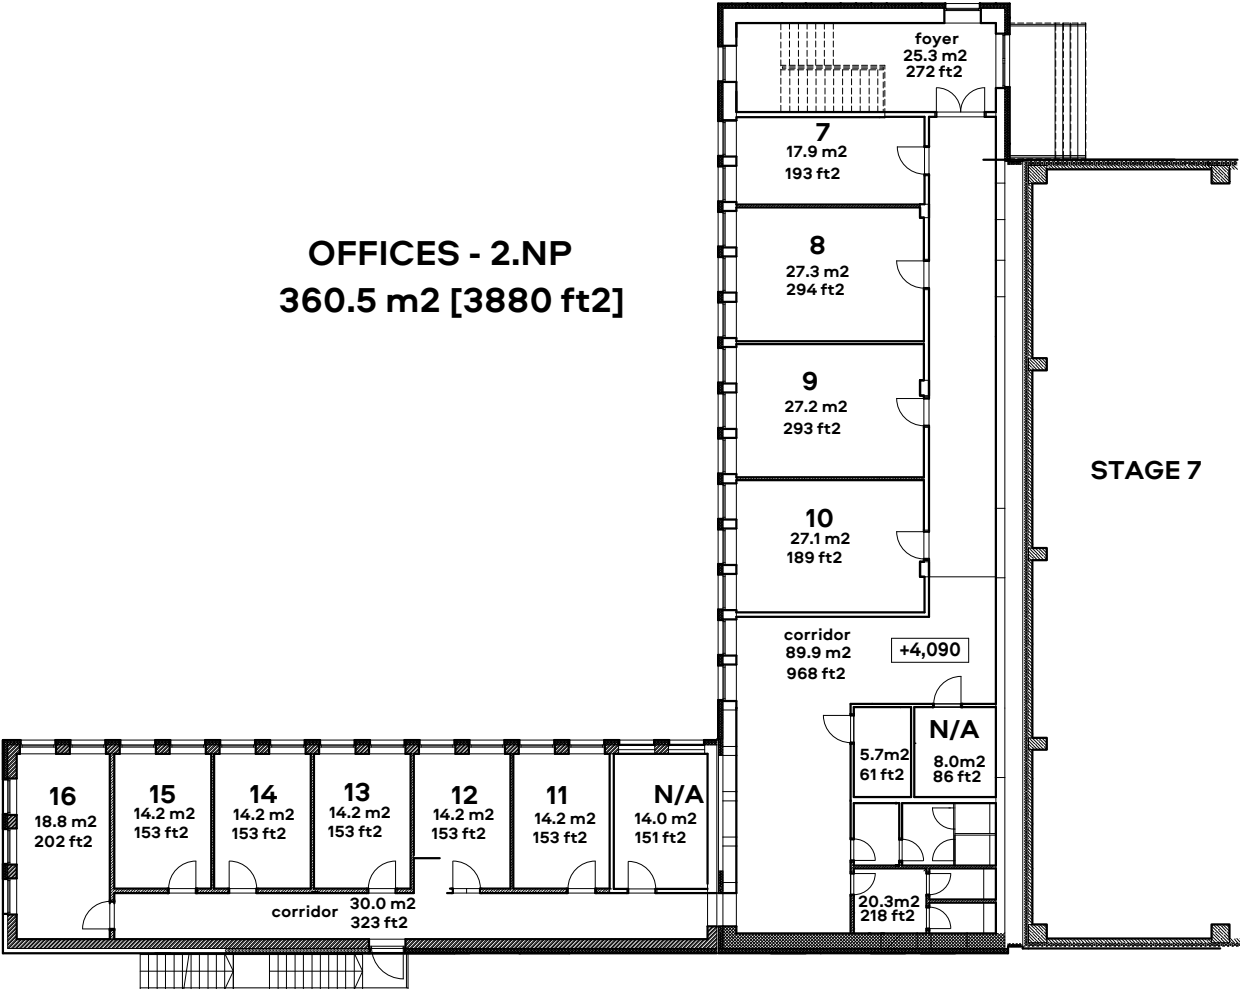 foyer
25.3 m2
272 ft2
7
17.9 m2
193 ft2
8
27.3 m2
294 ft2
OFFICES - 2.NP
360.5 m2 [3880 ft2]
9
27.2 m2
293 ft2
STAGE 7
10
27.1 m2
189 ft2
corridor
89.9 m2
968 ft2
+4,090
N/A
8.0m2
86 ft2
5.7m2
61 ft2
16
18.8 m2
202 ft2
15
14.2 m2
153 ft2
14
14.2 m2
153 ft2
13
14.2 m2
153 ft2
12
14.2 m2
153 ft2
11
14.2 m2
153 ft2
N/A
14.0 m2
151 ft2
corridor
30.0 m2
323 ft2
20.3m2
218 ft2